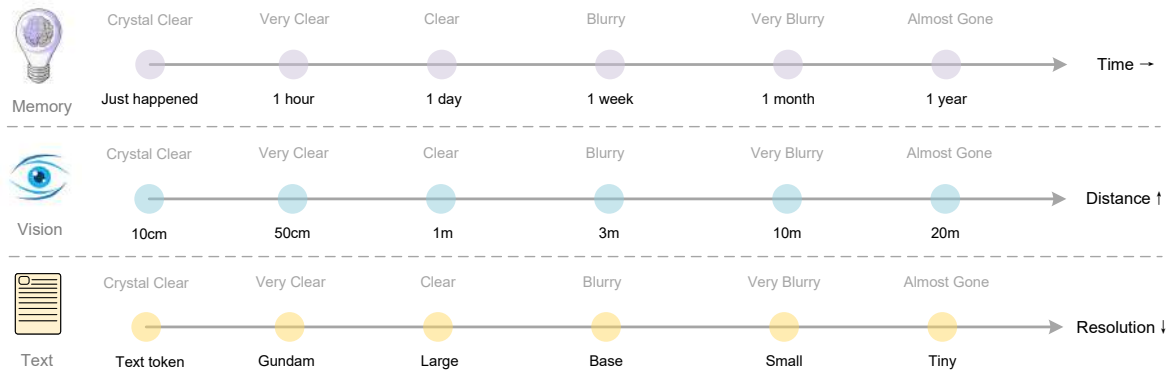 Crystal Clear Very Clear Clear Blurry Very Blurry Almost Gone
Time →
Just happened 1 hour 1 day 1 week 1 month 1 year
Memory
Crystal Clear Very Clear Clear Blurry Very Blurry Almost Gone
Distance ↑
Vision
10cm 50cm 1m 3m 10m 20m
Crystal Clear Very Clear Clear Blurry Very Blurry Almost Gone
Resolution ↓
Text
Text token Gundam Large Base Small Tiny